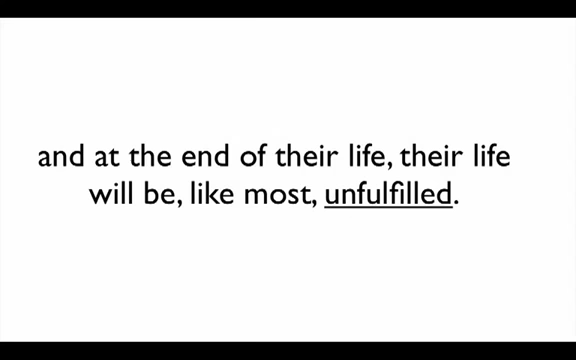 and at the end of their life, their life
will be, like most, unfulfilled.